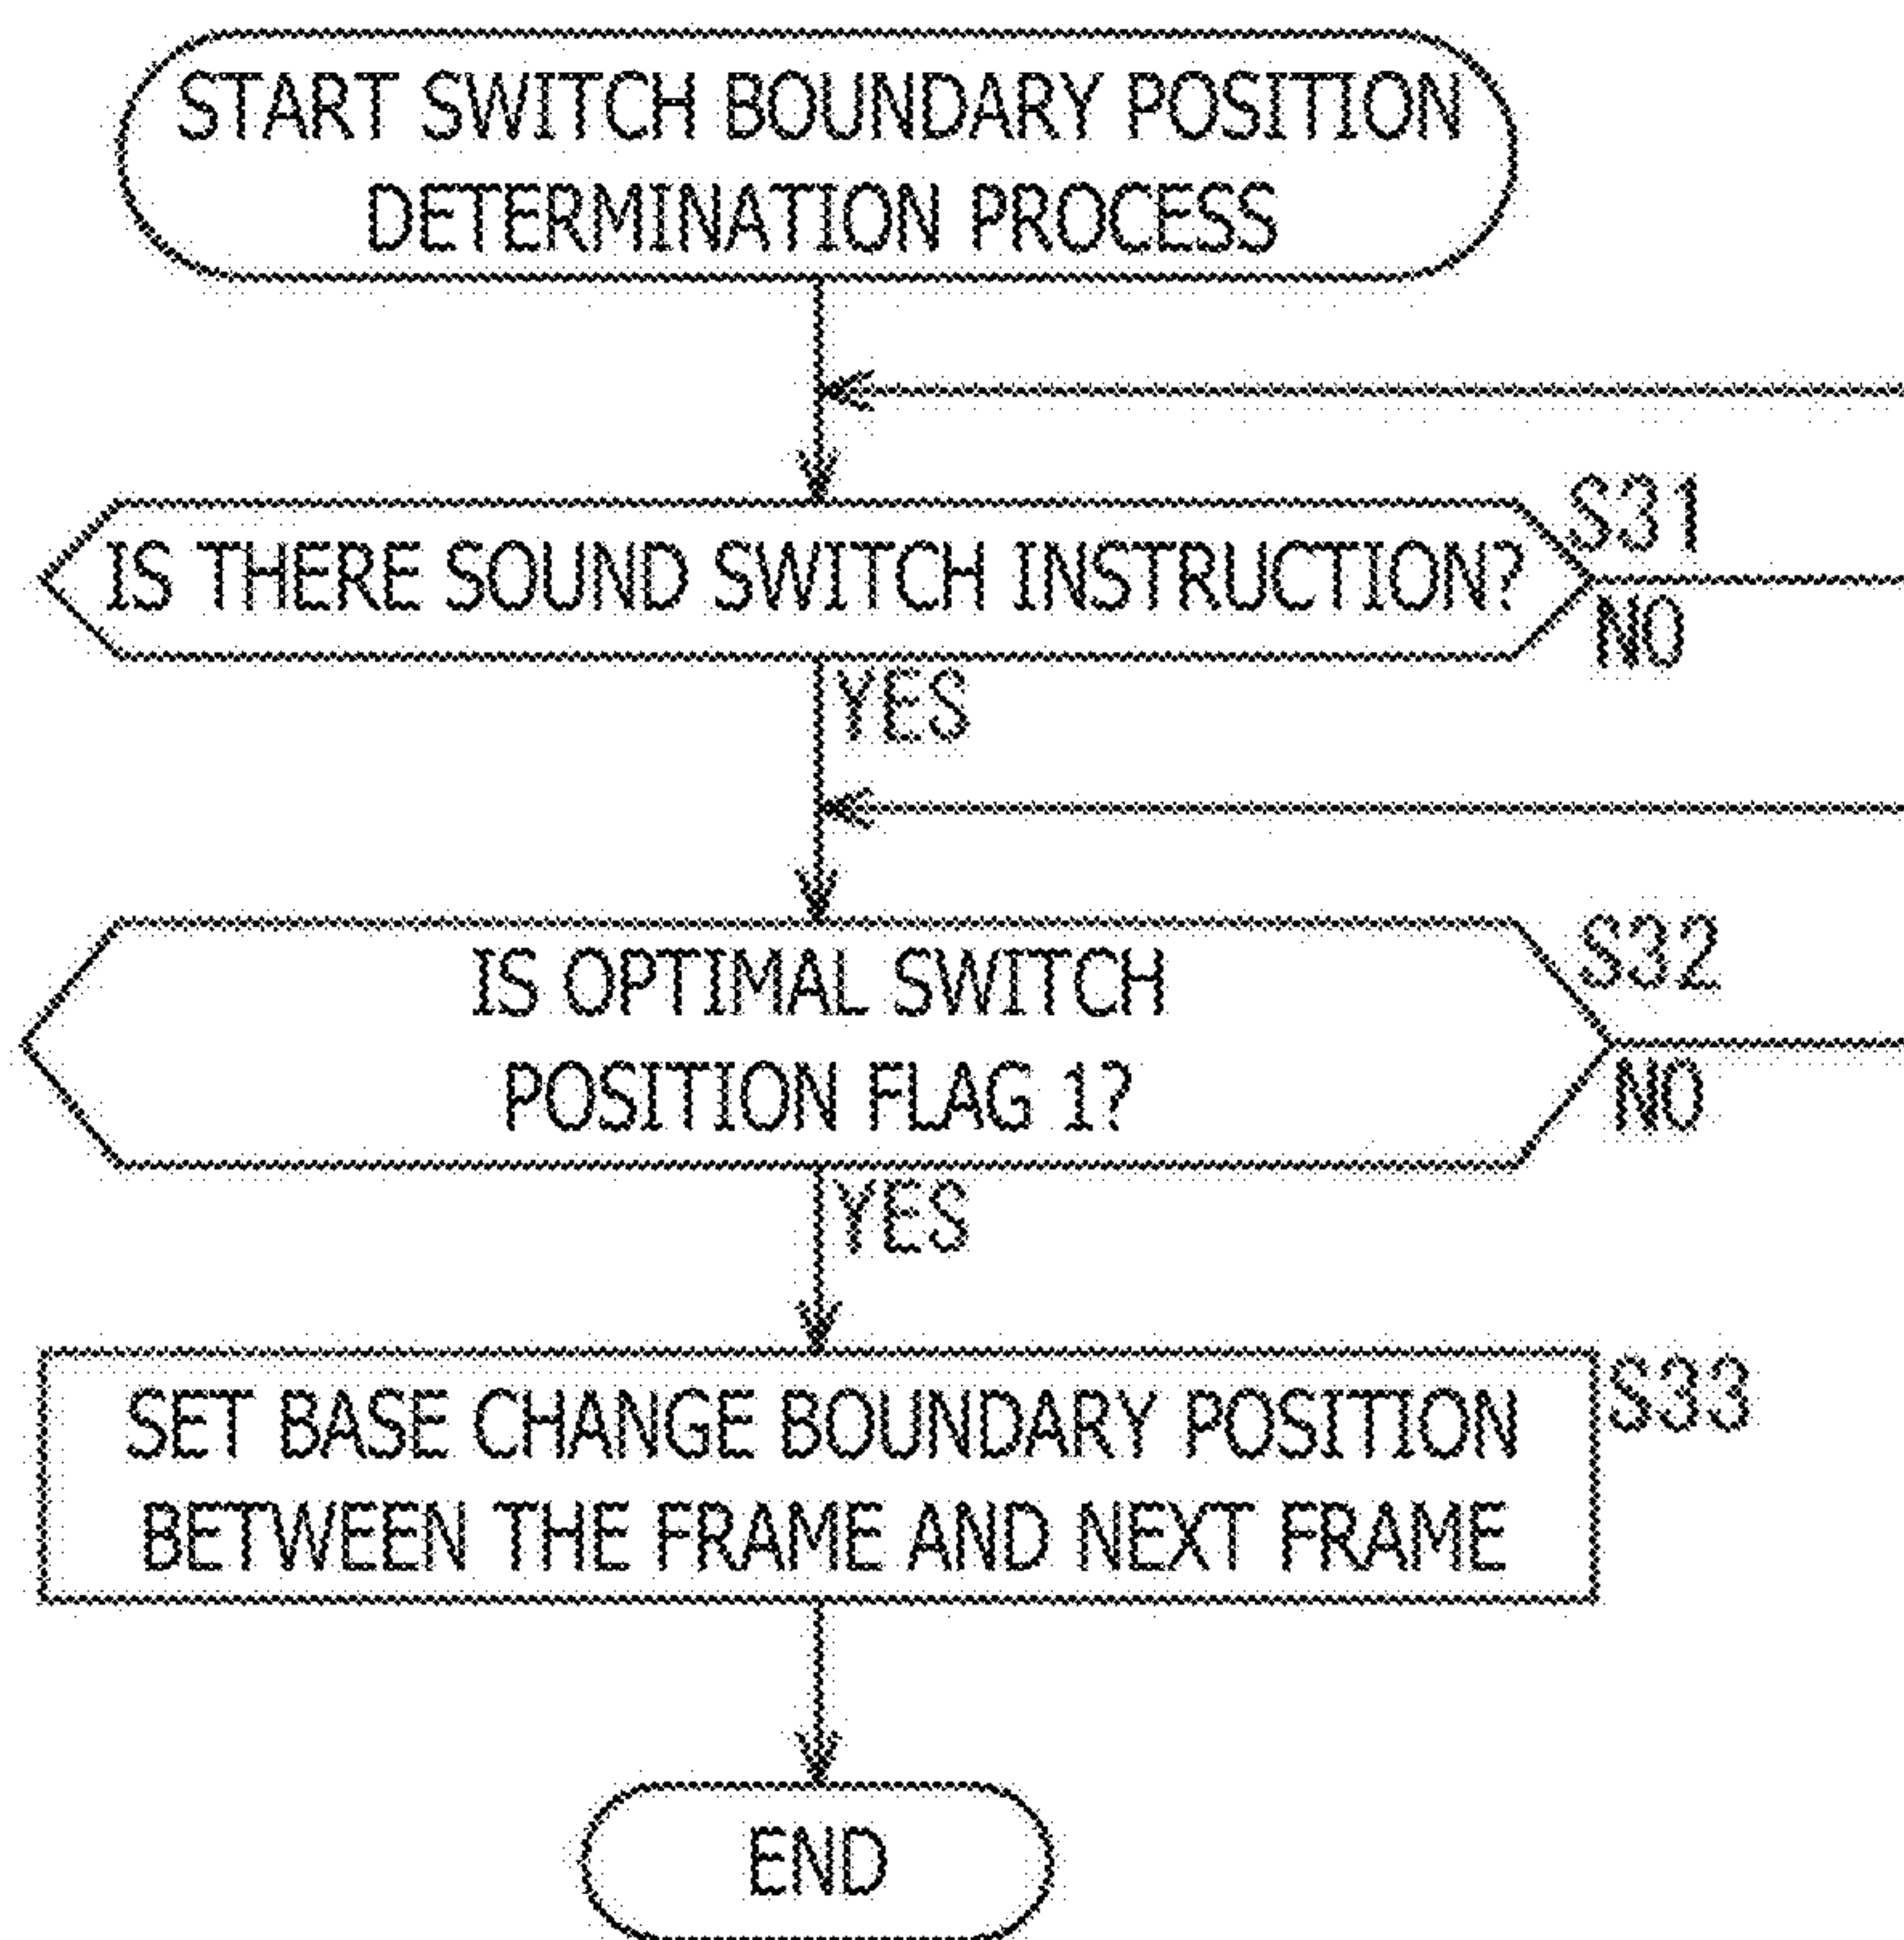 START SWITCH BOUNDARY POSITION
DETERMINATION PROCESS
IS THERE SOUND SWITCH INSTRUCTION?
S31
NO
YES
IS OPTIMAL SWITCH
POSITION FLAG 1?
S32
NO
YES
SET BASE CHANGE BOUNDARY POSITION
BETWEEN THE FRAME AND NEXT FRAME
S33
END